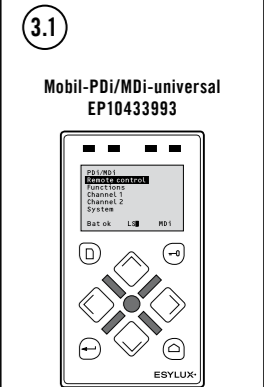 3.1
Mobil-PDi/MDi-universal
EP10433993
PDi/MDi
Remote control
Functions
Channel 1
Channel 2
System
Bat ok LS MDi
ESYLUX